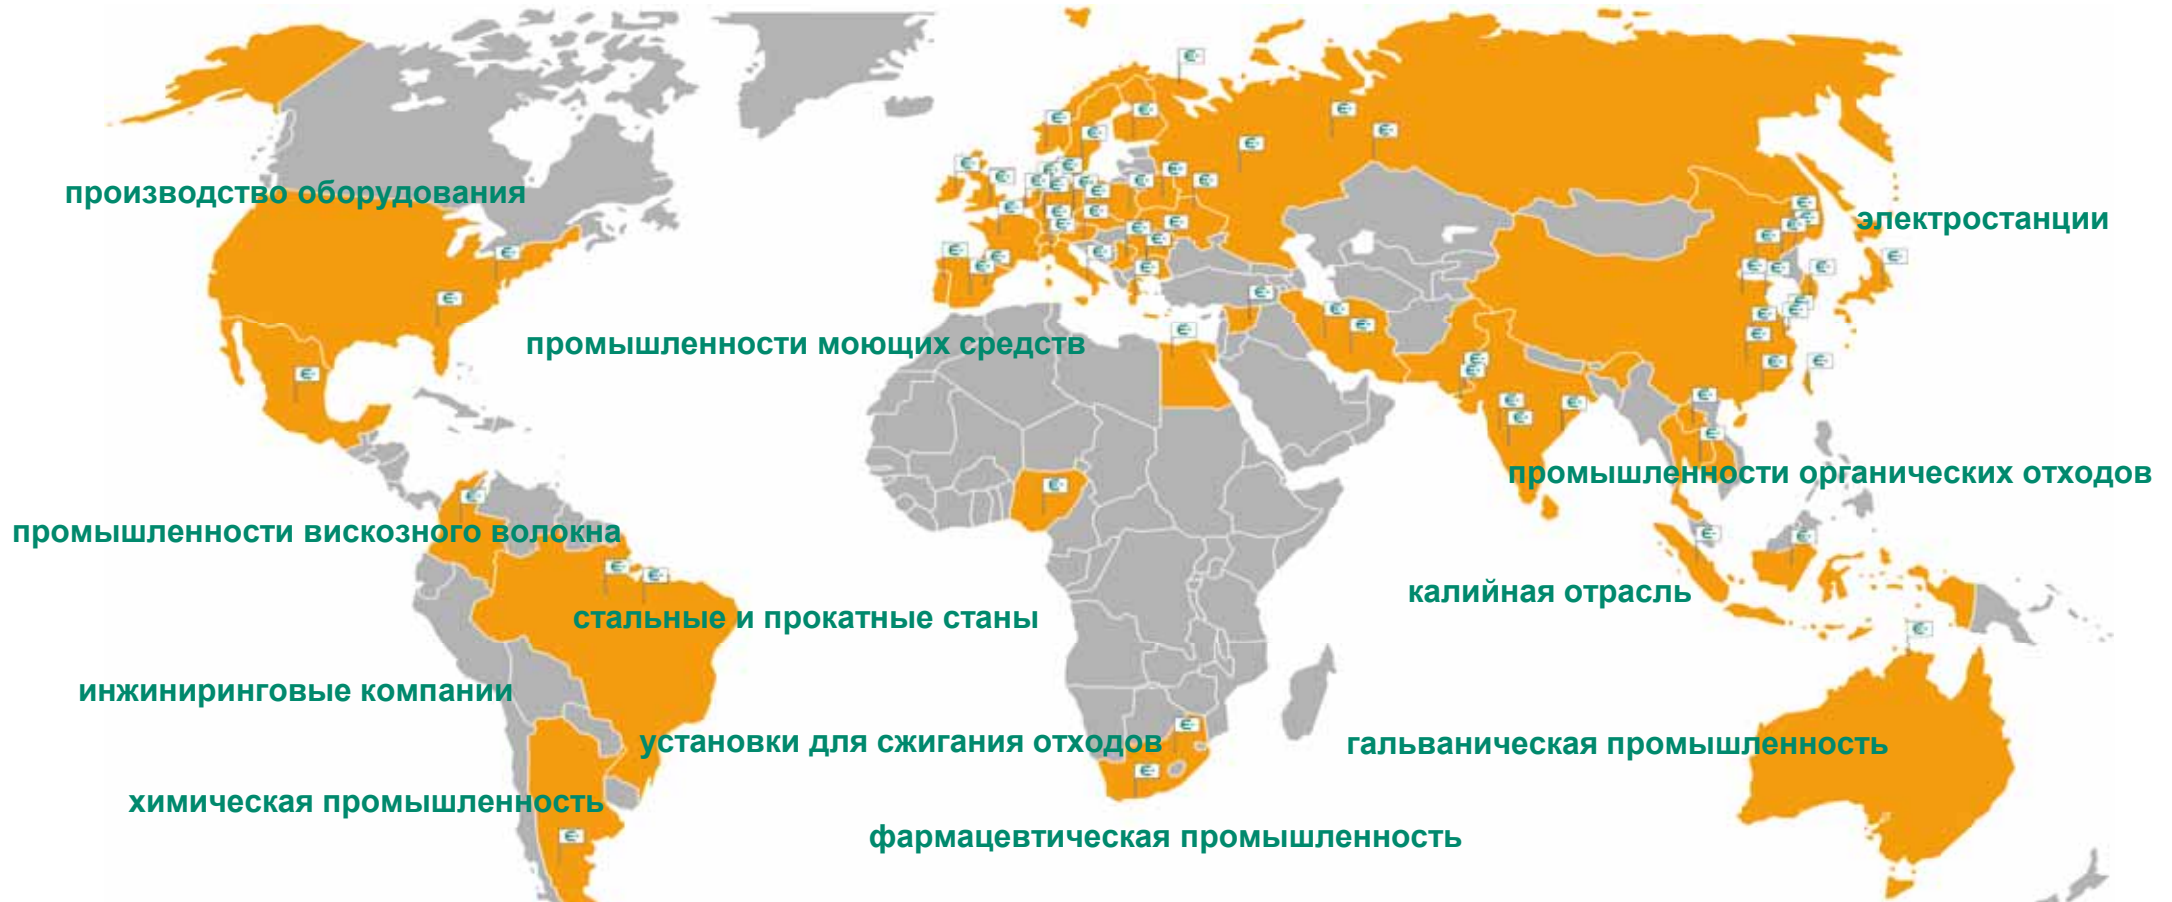 производство оборудования
электростанции
промышленности моющих средств
промышленности органических отходов
промышленности вискозного волокна
калийная отрасль
стальные и прокатные станы
инжиниринговые компании
установки для сжигания отходов
гальваническая промышленность
химическая промышленность
фармацевтическая промышленность